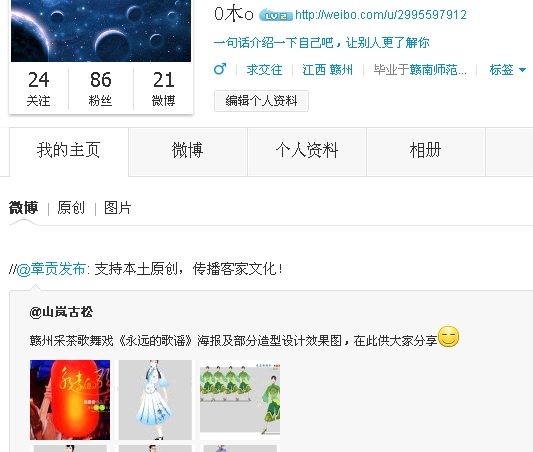 0木o LV 2 http://weibo.com/u/2995597912
一句话介绍一下自己吧，让别人更了解你
24 86 21
关注 粉丝 微博
♂ | 求交往 | 江西 赣州 | 毕业于赣南师范... | 标签
编辑个人资料
我的主页 微博 个人资料 相册
微博 | 原创 | 图片
//@章贡发布: 支持本土原创，传播客家文化！
@山岚古松
赣州采茶歌舞戏《永远的歌谣》海报及部分造型设计效果图，在此供大家分享